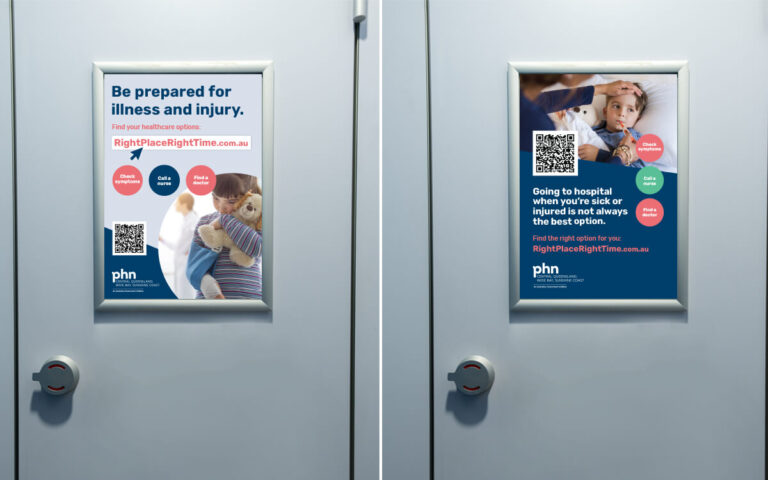 Be prepared for
illness and injury.
Find your healthcare options:
RightPlaceRightTime.com.au
Check
symptoms
Call a
nurse
Find a
doctor
phn
CENTRAL QUEENSLAND,
WIDE BAY, SUNSHINE COAST
Check
symptoms
Call a
nurse
Find a
doctor
Going to hospital
when you're sick or
injured is not always
the best option.
Find the right option for you:
RightPlaceRightTime.com.au
phn
CENTRAL QUEENSLAND,
WIDE BAY, SUNSHINE COAST